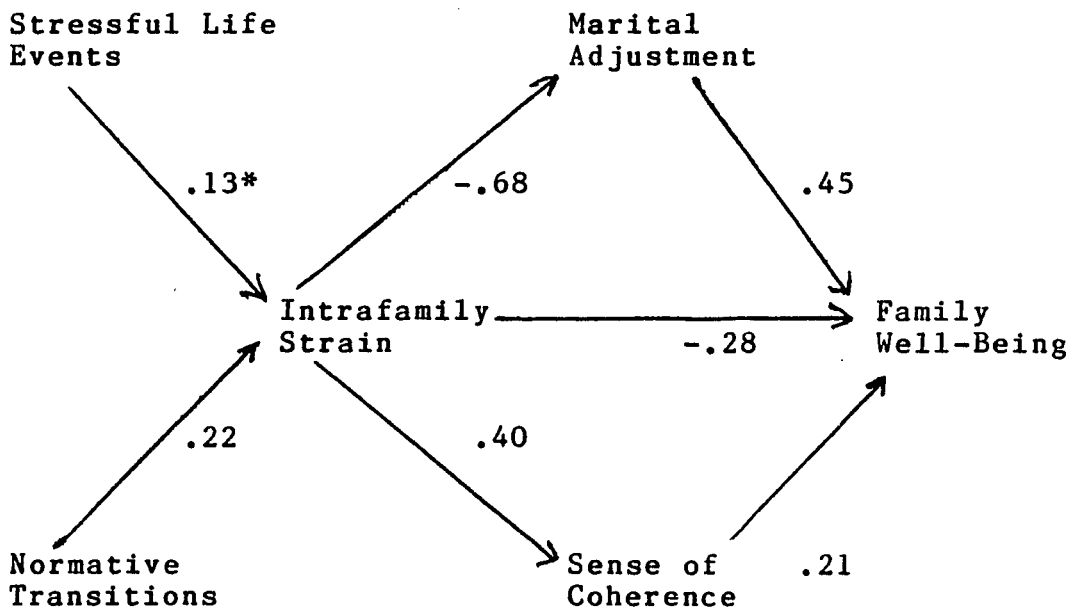 Stressful Life
Events
Marital
Adjustment
.13*
-.68
.45
Intrafamily
Strain
-.28
Family
Well-Being
.22
.40
Normative
Transitions
Sense of
Coherence
.21